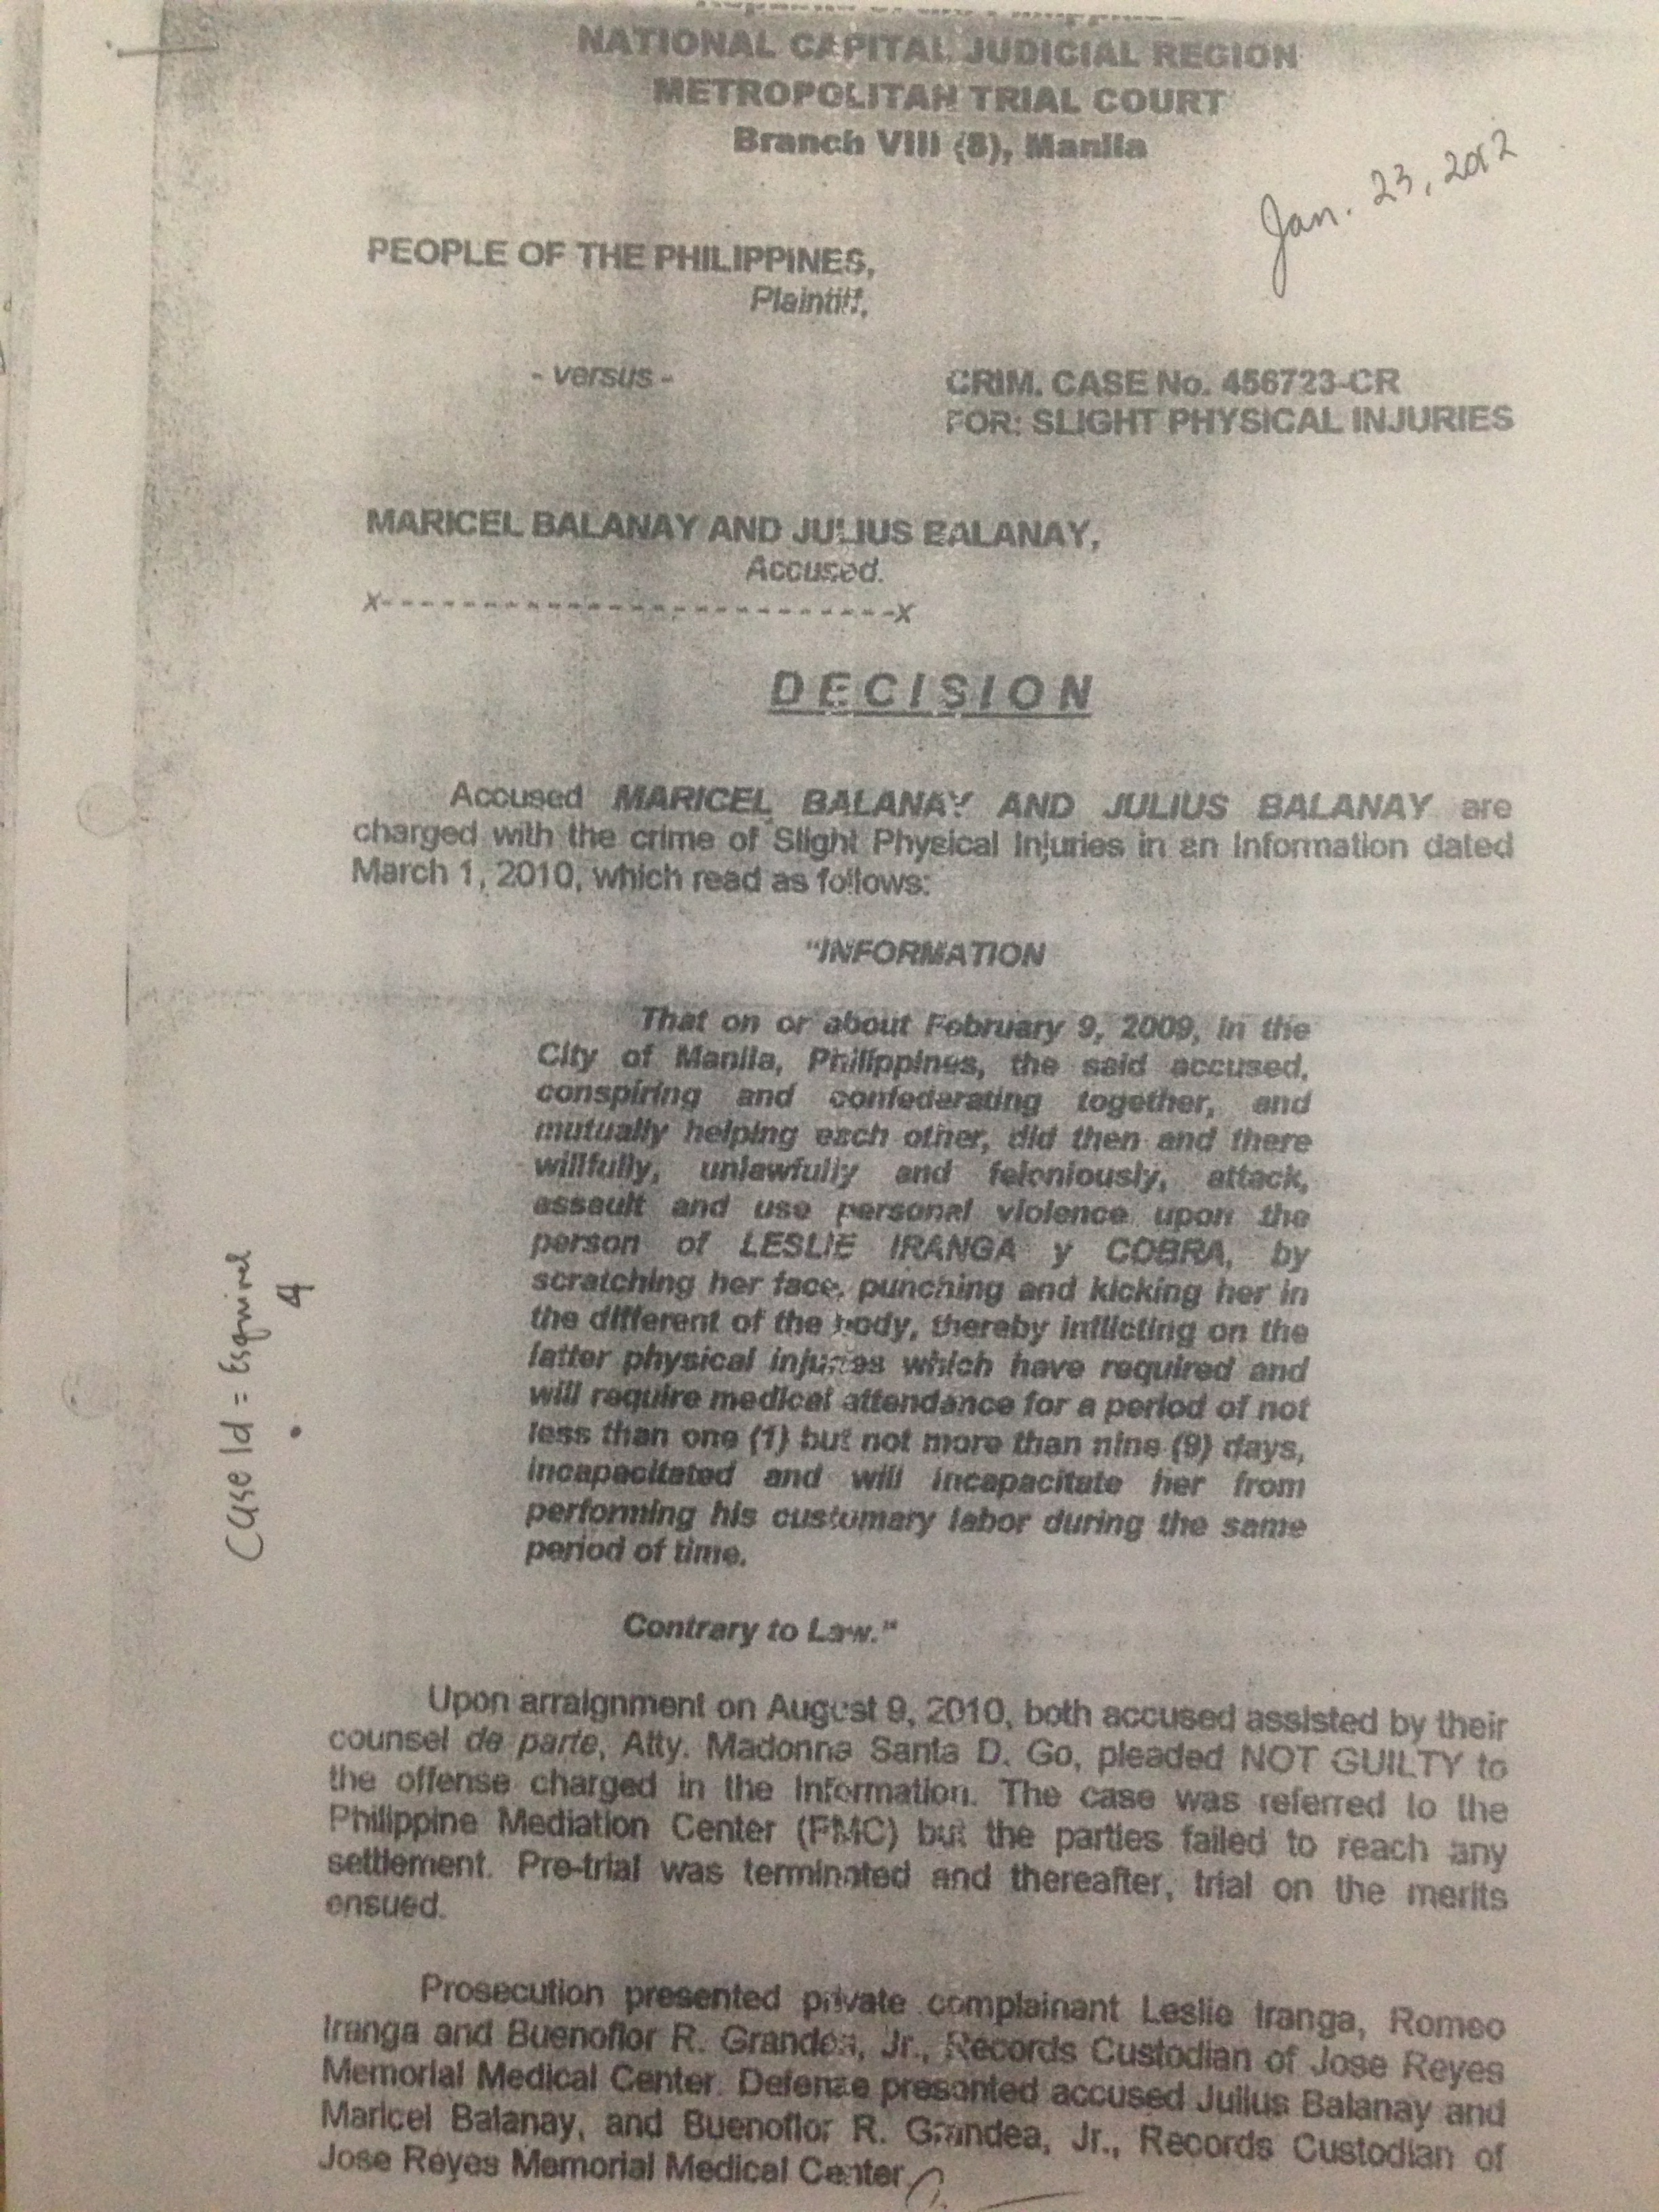 Republic of the Philippines
NATIONAL CAPITAL JUDICIAL REGION
METROPOLITAN TRIAL COURT
Branch VIII (8), Manila
Jan. 23, 2012
PEOPLE OF THE PHILIPPINES,
Plaintiff,
- versus -
CRIM. CASE No. 456723-CR
FOR: SLIGHT PHYSICAL INJURIES
MARICEL BALANAY AND JULIUS BALANAY,
Accused.
x---------------------------x
DECISION
Accused MARICEL BALANAY AND JULIUS BALANAY are
charged with the crime of Slight Physical Injuries in an Information dated
March 1, 2010, which read as follows:
"INFORMATION
That on or about February 9, 2009, in the
City of Manila, Philippines, the said accused,
conspiring and confederating together, and
mutually helping each other, did then and there
willfully, unlawfully and feloniously, attack,
assault and use personal violence upon the
person of LESLIE IRANGA y COBRA, by
scratching her face, punching and kicking her in
the different of the body, thereby inflicting on the
latter physical injuries which have required and
will require medical attendance for a period of not
less than one (1) but not more than nine (9) days,
incapacitated and will incapacitate her from
performing his customary labor during the same
period of time.
Contrary to Law."
Case Id = Esquivel
4
Upon arraignment on August 9, 2010, both accused assisted by their
counsel de parte, Atty. Madonna Santa D. Go, pleaded NOT GUILTY to
the offense charged in the Information. The case was referred to the
Philippine Mediation Center (PMC) but the parties failed to reach any
settlement. Pre-trial was terminated and thereafter, trial on the merits
ensued.
Prosecution presented private complainant Leslie Iranga, Romeo
Iranga and Buenoflor R. Grandea, Jr., Records Custodian of Jose Reyes
Memorial Medical Center. Defense presented accused Julius Balanay and
Maricel Balanay, and Buenoflor R. Grandea, Jr., Records Custodian of
Jose Reyes Memorial Medical Center.